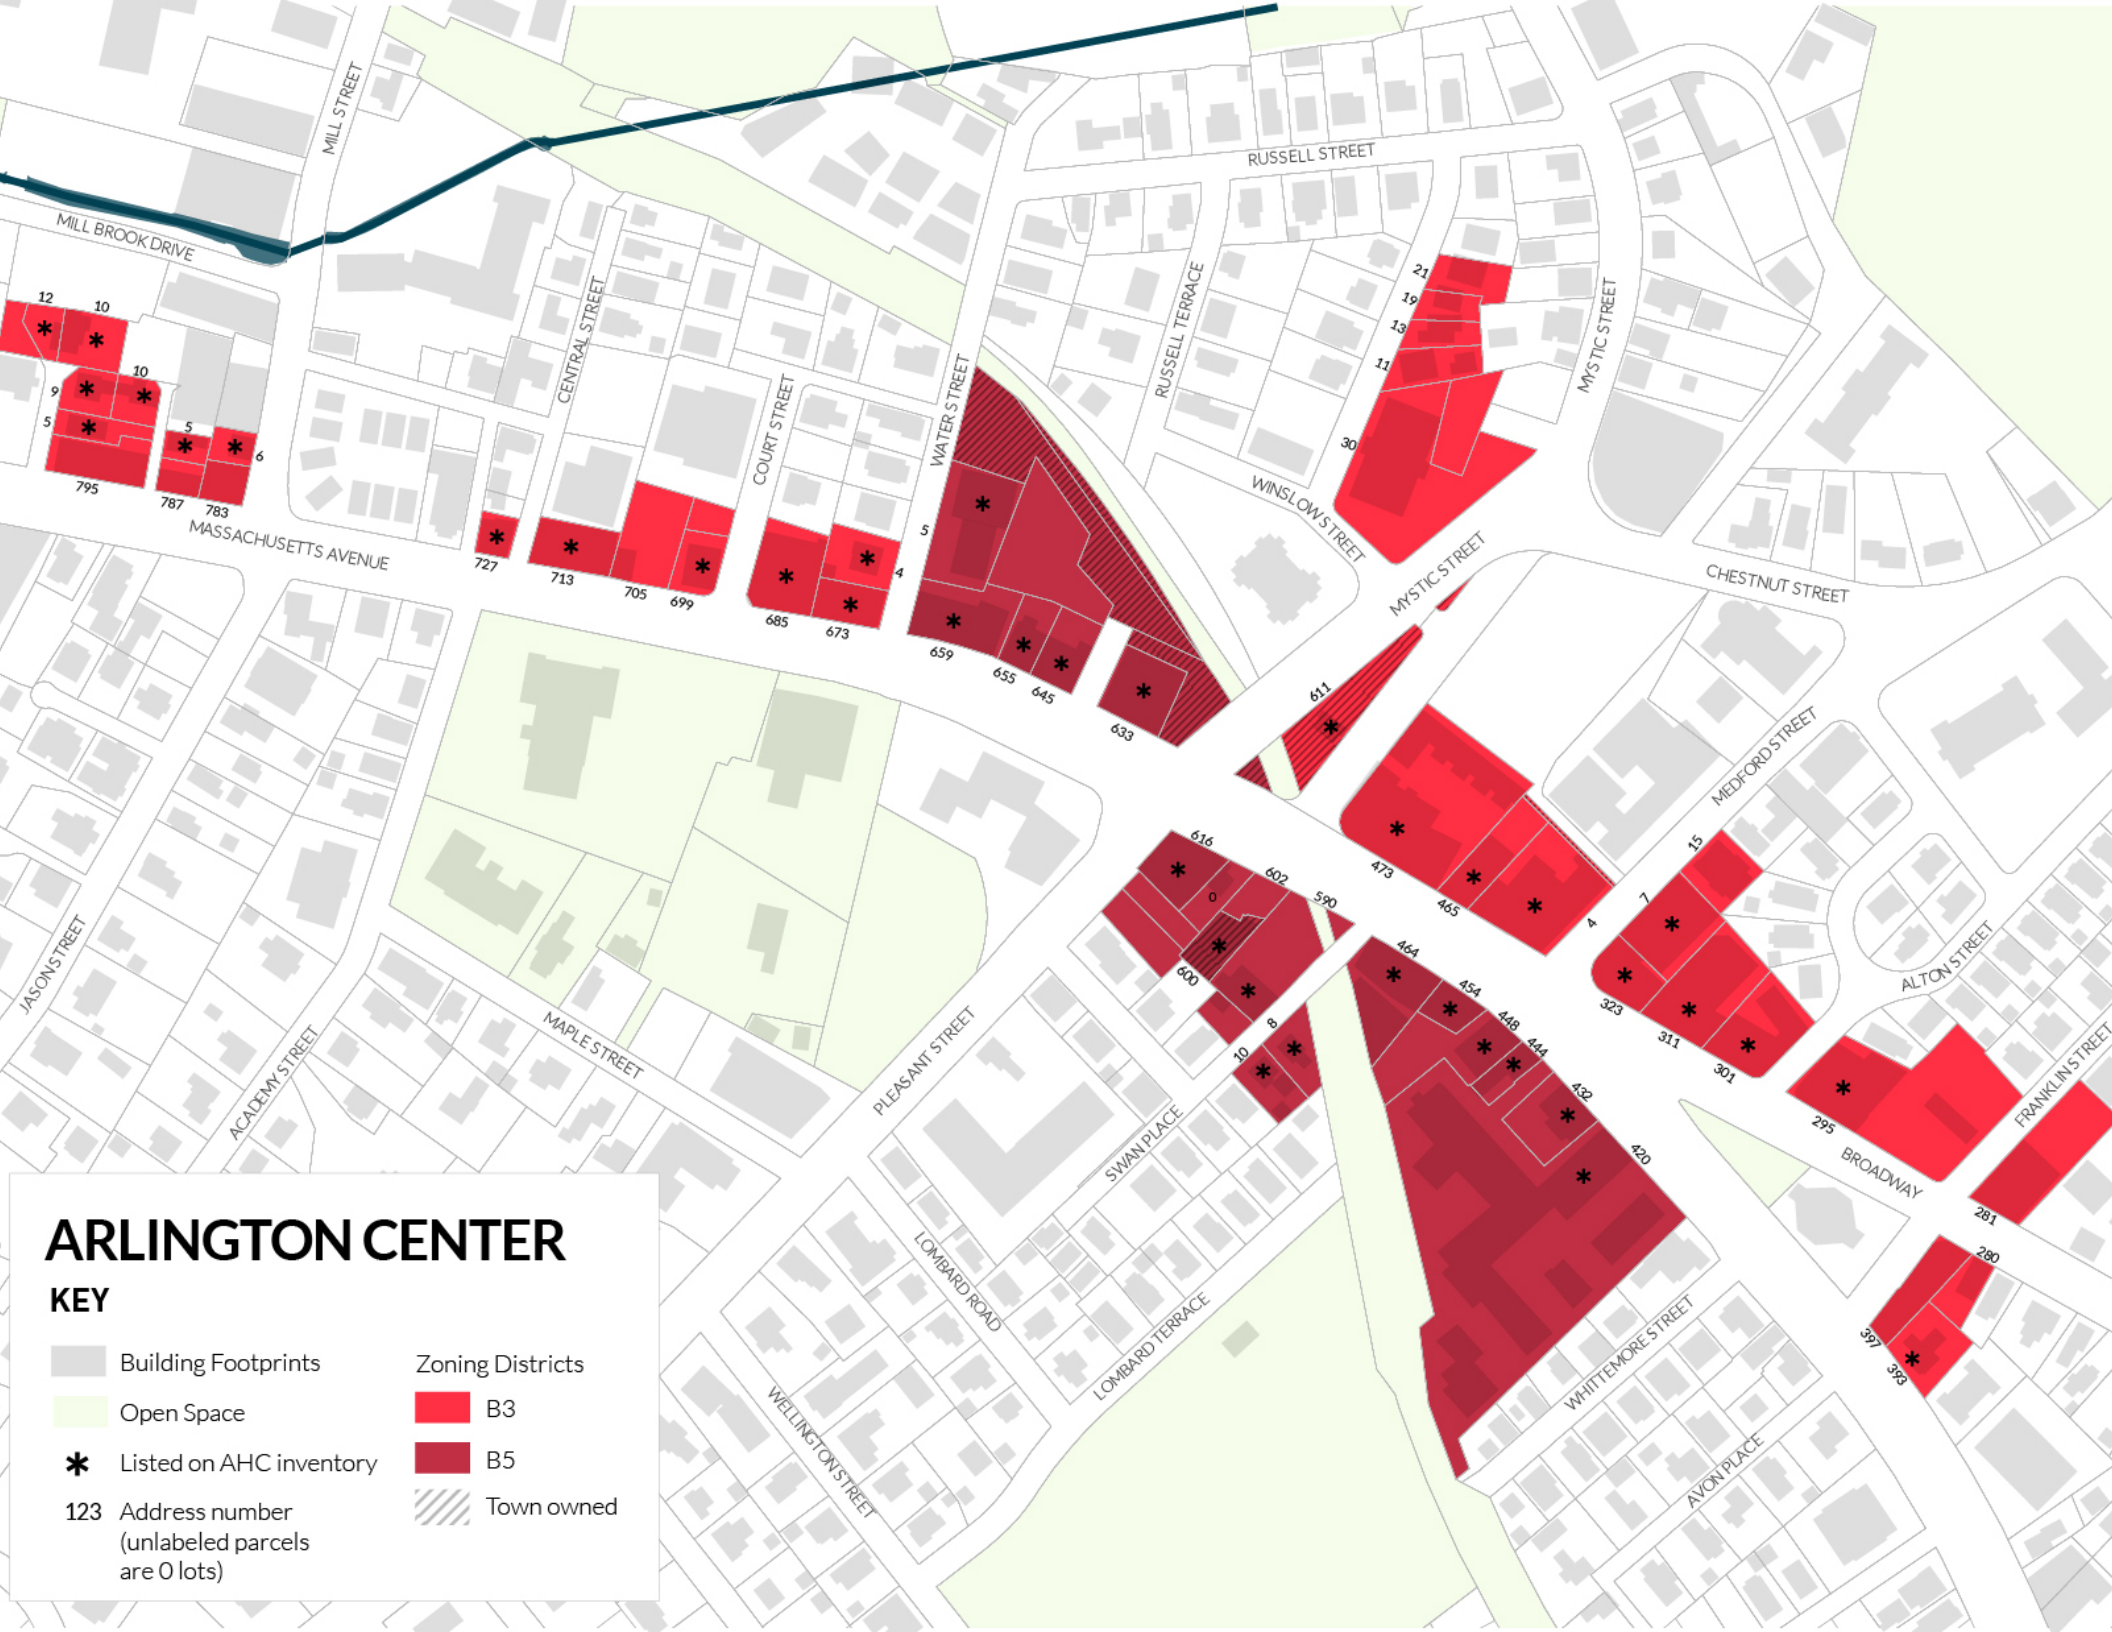 MILL STREET
RUSSELL STREET
MILL BROOK DRIVE
CENTRAL STREET
COURT STREET
WATER STREET
RUSSELL TERRACE
MYSTIC STREET
WINSLOW STREET
MYSTIC STREET
CHESTNUT STREET
MASSACHUSETTS AVENUE
MEDFORD STREET
ALTON STREET
FRANKLIN STREET
BROADWAY
JASON STREET
ACADEMY STREET
MAPLE STREET
PLEASANT STREET
SWAN PLACE
LOMBARD ROAD
LOMBARD TERRACE
WELLINGTON STREET
WHITTEMORE STREET
AVON PLACE
12
10
9
10
5
5
6
795
787
783
727
713
705
699
685
673
4
5
659
655
645
633
21
19
13
11
30
611
473
465
4
15
7
323
311
301
295
281
280
397
393
616
0
602
590
600
8
10
464
454
448
444
432
420
ARLINGTON CENTER
KEY
Building Footprints
Open Space
* Listed on AHC inventory
123 Address number
(unlabeled parcels
are 0 lots)
Zoning Districts
B3
B5
Town owned